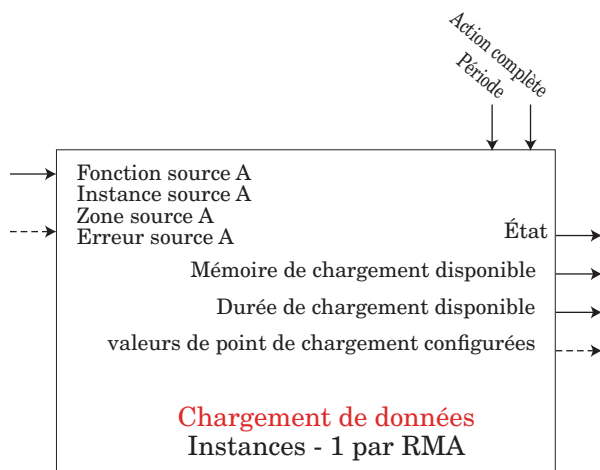 Action complète
Période
Fonction source A
Instance source A
Zone source A
Erreur source A
État
Mémoire de chargement disponible
Durée de chargement disponible
valeurs de point de chargement configurées
Chargement de données
Instances - 1 par RMA